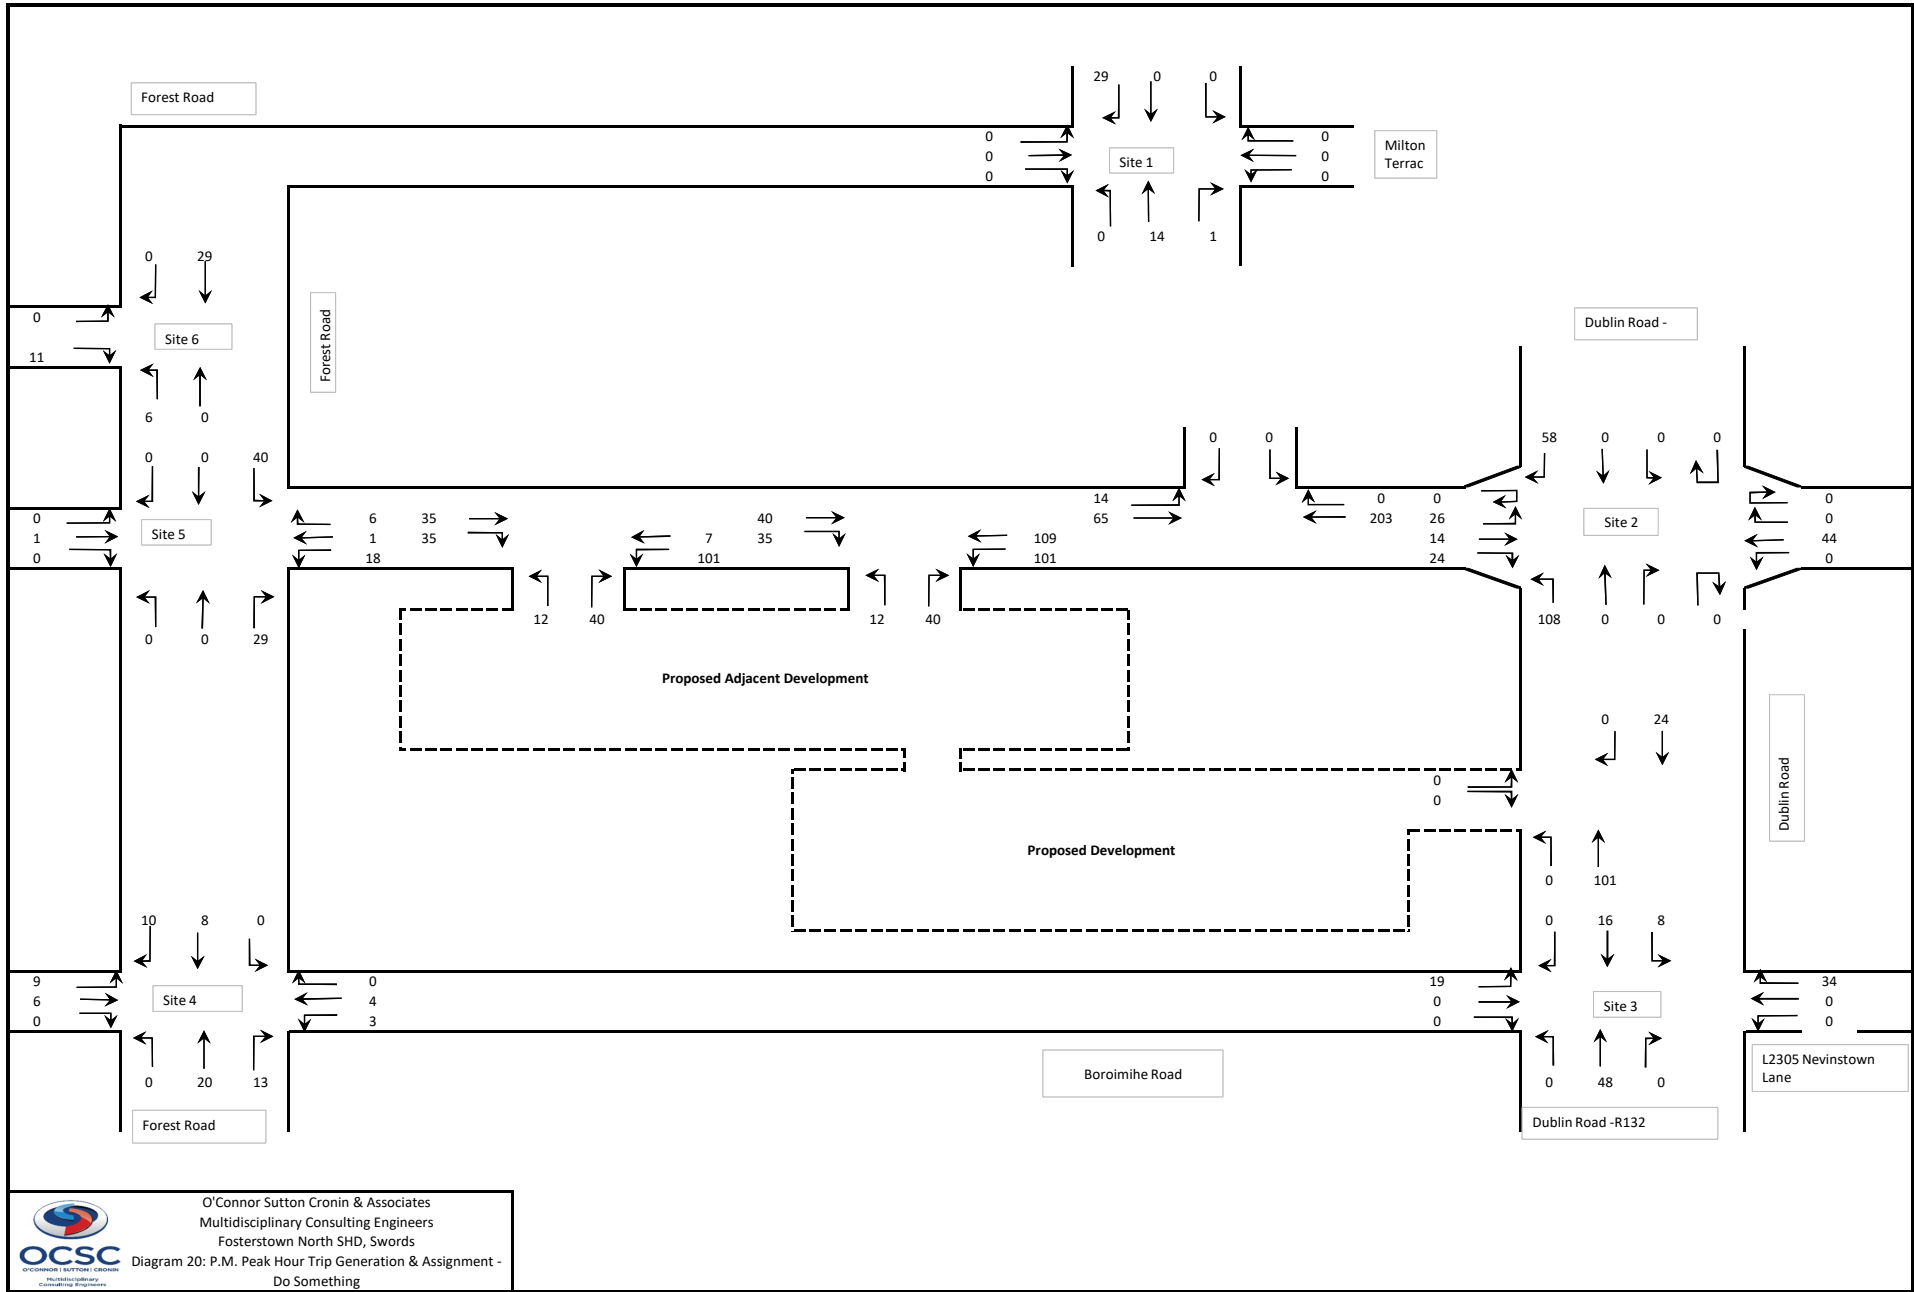 29 0 0
Forest Road
0 0
0 Milton
0 Site 1 0 Terrac
0 0
0 14 1
0 29
Forest Road
0
Site 6
Dublin Road -
11
6 0
0 0 58 0 0 0
0 0 40
14 0 0 0
0 6 35 40 65 203 26 Site 2 0
1 Site 5 1 35 7 35 109 14 44
0 18 101 101 24 0
12 40 12 40 108 0 0 0
0 0 29
Proposed Adjacent Development
0 24
Dublin Road
0
0
Proposed Development
0 101
10 8 0 0 16 8
9 0 19 34
6 Site 4 4 0 Site 3 0
0 3 0 0
Boroimihe Road
L2305 Nevinstown
Lane
0 20 13 0 48 0
Forest Road
Dublin Road -R132
O'Connor Sutton Cronin & Associates
Multidisciplinary Consulting Engineers
Fosterstown North SHD, Swords
Diagram 20: P.M. Peak Hour Trip Generation & Assignment -
Do Something
OCSC
O'CONNOR | SUTTON | CRONIN
Multidisciplinary
Consulting Engineers